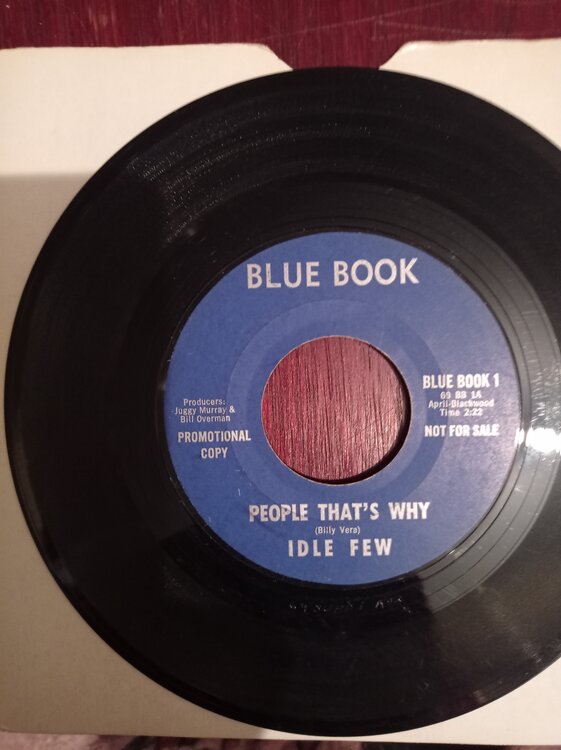 BLUE BOOK
BLUE BOOK 1
69 BB 1A
April-Blackwood
Time 2:22
NOT FOR SALE
Producers:
Juggy Murray &
Bill Overman
PROMOTIONAL
COPY
PEOPLE THAT'S WHY
(Billy Vera)
IDLE FEW